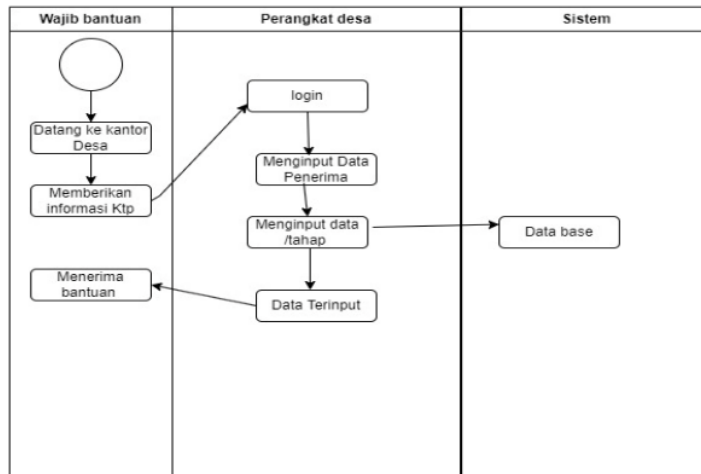 Wajib bantuan
Perangkat desa
Sistem
Datang ke kantor
Desa
Memberikan
informasi Ktp
login
Menginput Data
Penerima
Menginput data
/tahap
Data base
Data Terinput
Menerima
bantuan